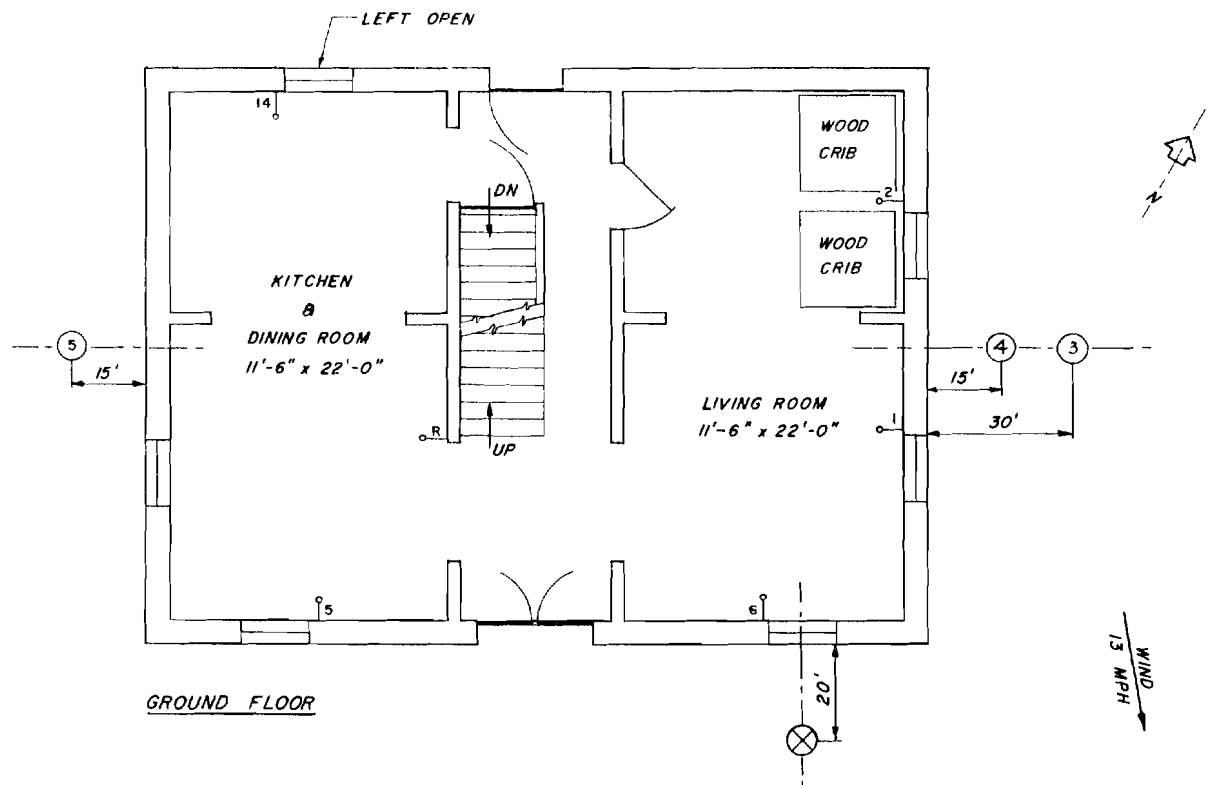 LEFT OPEN
14
WOOD
CRIB
2
DN
N
WOOD
CRIB
KITCHEN
&
DINING ROOM
11'-6" x 22'-0"
5
15'
4
3
15'
30'
LIVING ROOM
11'-6" x 22'-0"
1
R
UP
5
6
WIND
13 MPH
20'
GROUND FLOOR